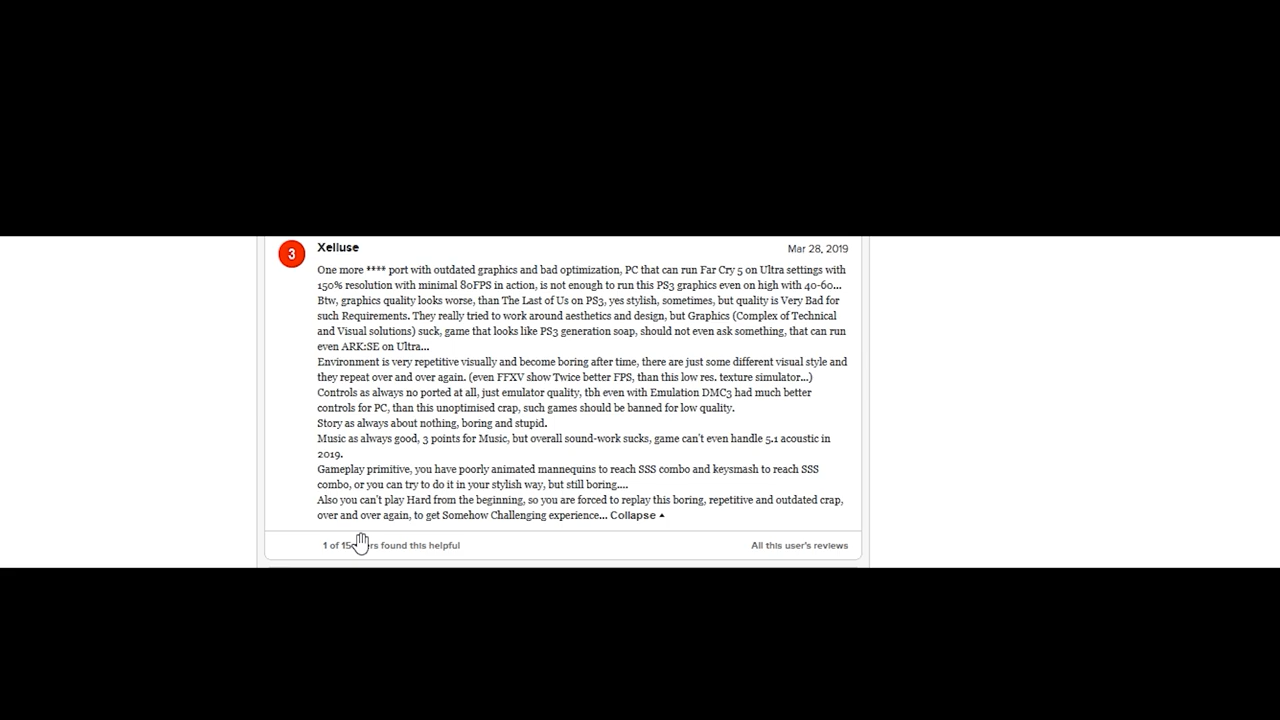 3 Xelluse Mar 28, 2019
One more **** port with outdated graphics and bad optimization, PC that can run Far Cry 5 on Ultra settings with
150% resolution with minimal 80FPS in action, is not enough to run this PS3 graphics even on high with 40-60...
Btw, graphics quality looks worse, than The Last of Us on PS3, yes stylish, sometimes, but quality is Very Bad for
such Requirements. They really tried to work around aesthetics and design, but Graphics (Complex of Technical
and Visual solutions) suck, game that looks like PS3 generation soap, should not even ask something, that can run
even ARK:SE on Ultra...
Environment is very repetitive visually and become boring after time, there are just some different visual style and
they repeat over and over again. (even FFXV show Twice better FPS, than this low res. texture simulator...)
Controls as always no ported at all, just emulator quality, tbh even with Emulation DMC3 had much better
controls for PC, than this unoptimised crap, such games should be banned for low quality.
Story as always about nothing, boring and stupid.
Music as always good, 3 points for Music, but overall sound-work sucks, game can't even handle 5.1 acoustic in
2019.
Gameplay primitive, you have poorly animated mannequins to reach SSS combo and keysmash to reach SSS
combo, or you can try to do it in your stylish way, but still boring....
Also you can't play Hard from the beginning, so you are forced to replay this boring, repetitive and outdated crap,
over and over again, to get Somehow Challenging experience... Collapse
1 of found this helpful All this user's reviews